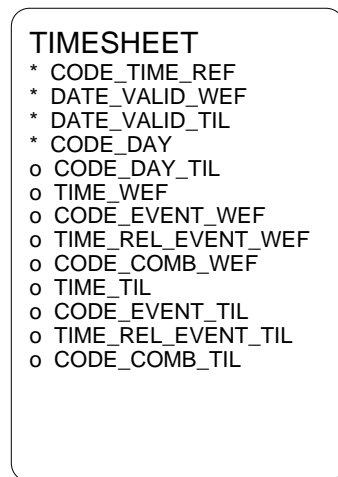 TIMESHEET
* CODE_TIME_REF
* DATE_VALID_WEF
* DATE_VALID_TIL
* CODE_DAY
o CODE_DAY_TIL
o TIME_WEF
o CODE_EVENT_WEF
o TIME_REL_EVENT_WEF
o CODE_COMB_WEF
o TIME_TIL
o CODE_EVENT_TIL
o TIME_REL_EVENT_TIL
o CODE_COMB_TIL